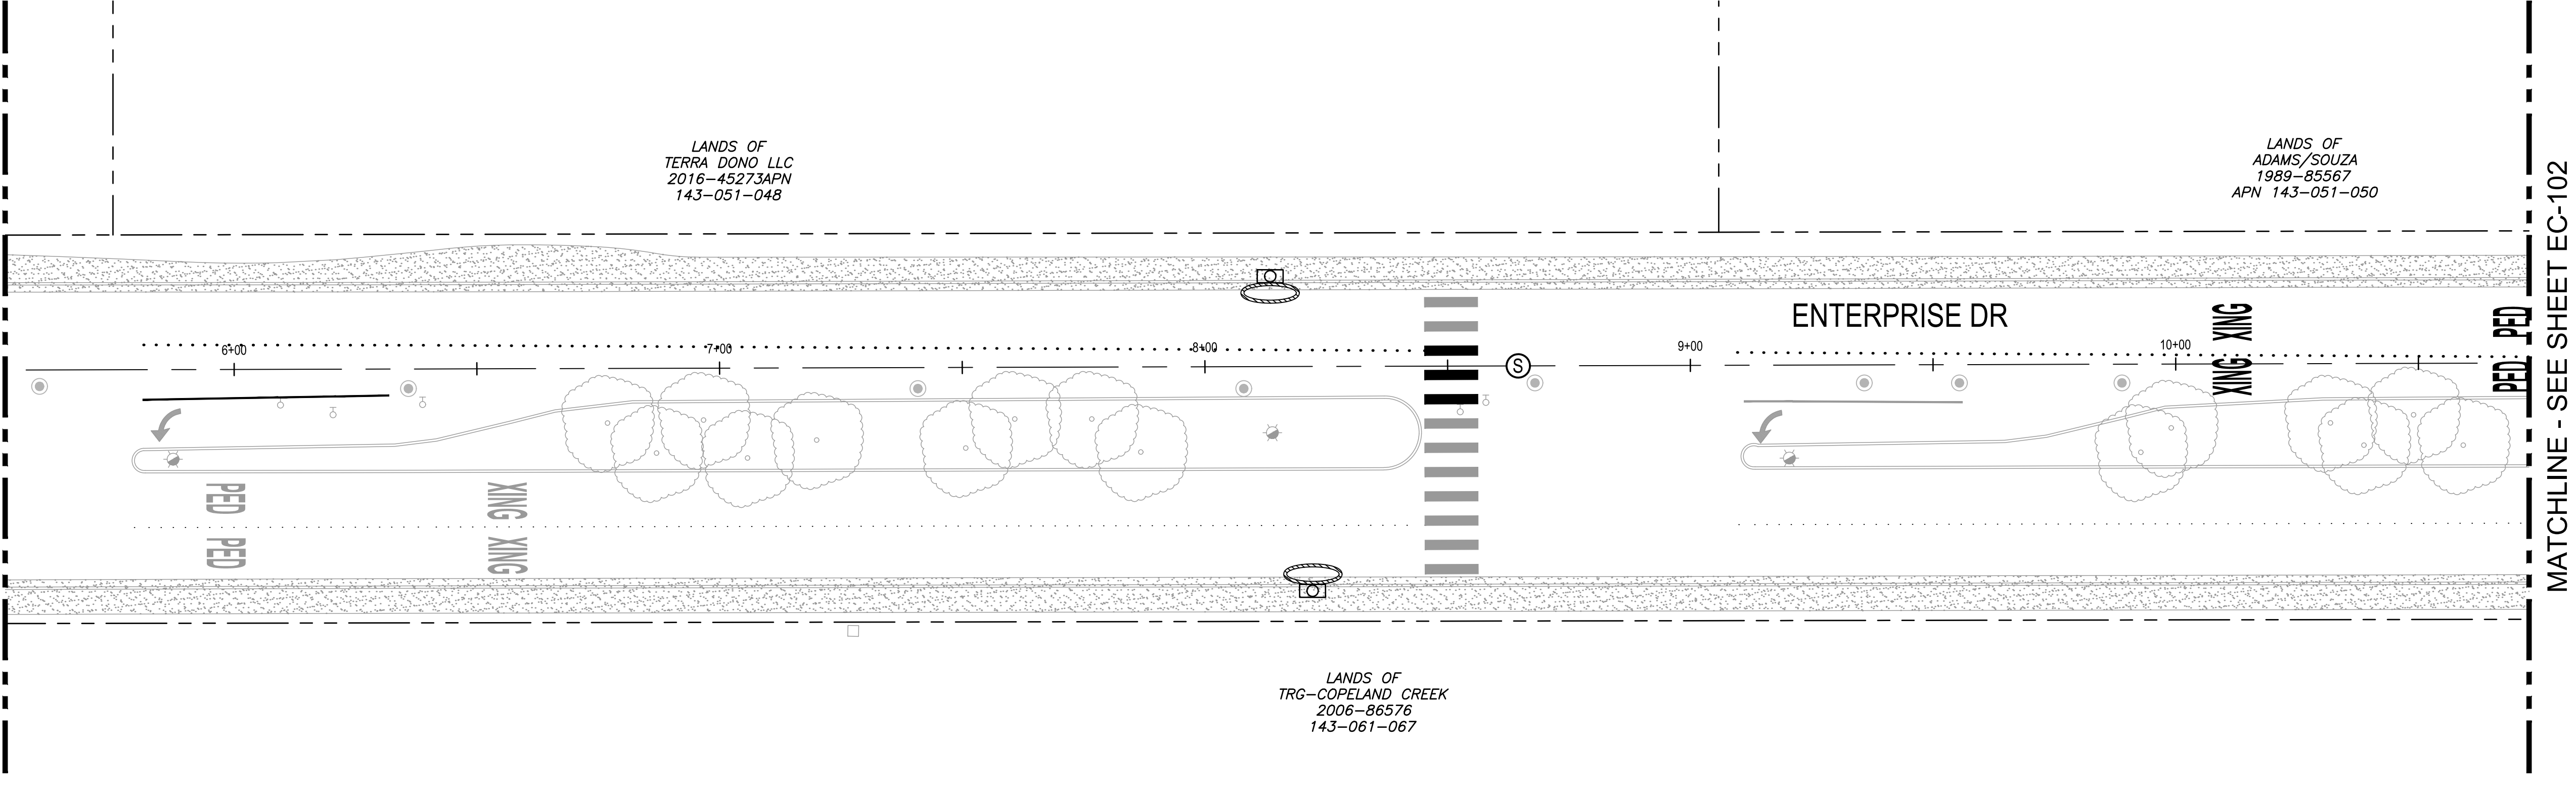 LANDS OF
TERRA DONO LLC
2016-45273APN
143-051-048
LANDS OF
ADAMS/SOUZA
1989-85567
APN 143-051-050
ENTERPRISE DR
XING XING
PED PED
6+00
7+00
8+00
9+00
10+00
S
PED PED
XING XING
LANDS OF
TRG-COPELAND CREEK
2006-86576
143-061-067
MATCHLINE - SEE SHEET EC-102